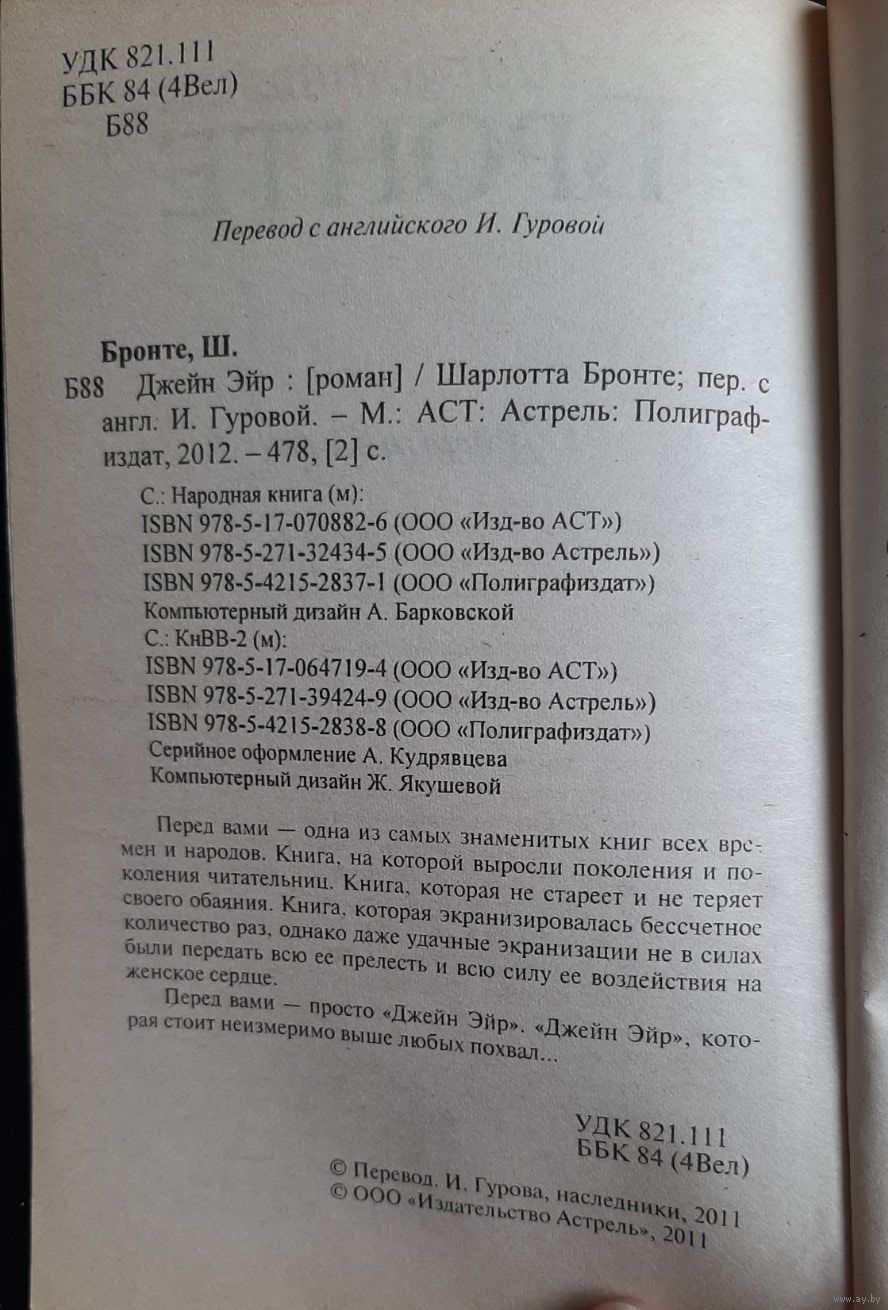 УДК 821.111
ББК 84 (4Вел)
Б88
Перевод с английского И. Гуровой
Бронте, Ш.
Б88 Джейн Эйр : [роман] / Шарлотта Бронте; пер. с
англ. И. Гуровой. – М.: АСТ: Астрель: Полиграф-
издат, 2012. – 478, [2] с.
С.: Народная книга (м):
ISBN 978-5-17-070882-6 (ООО «Изд-во АСТ»)
ISBN 978-5-271-32434-5 (ООО «Изд-во Астрель»)
ISBN 978-5-4215-2837-1 (ООО «Полиграфиздат»)
Компьютерный дизайн А. Барковской
С.: КнВВ-2 (м):
ISBN 978-5-17-064719-4 (ООО «Изд-во АСТ»)
ISBN 978-5-271-39424-9 (ООО «Изд-во Астрель»)
ISBN 978-5-4215-2838-8 (ООО «Полиграфиздат»)
Серийное оформление А. Кудрявцева
Компьютерный дизайн Ж. Якушевой
Перед вами — одна из самых знаменитых книг всех вре-
мен и народов. Книга, на которой выросли поколения и по-
коления читательниц. Книга, которая не стареет и не теряет
своего обаяния. Книга, которая экранизировалась бессчетное
количество раз, однако даже удачные экранизации не в силах
были передать всю ее прелесть и всю силу ее воздействия на
женское сердце.
Перед вами — просто «Джейн Эйр». «Джейн Эйр», кото-
рая стоит неизмеримо выше любых похвал...
УДК 821.111
ББК 84 (4Вел)
© Перевод. И. Гурова, наследники, 2011
© ООО «Издательство Астрель», 2011
www.ay.by